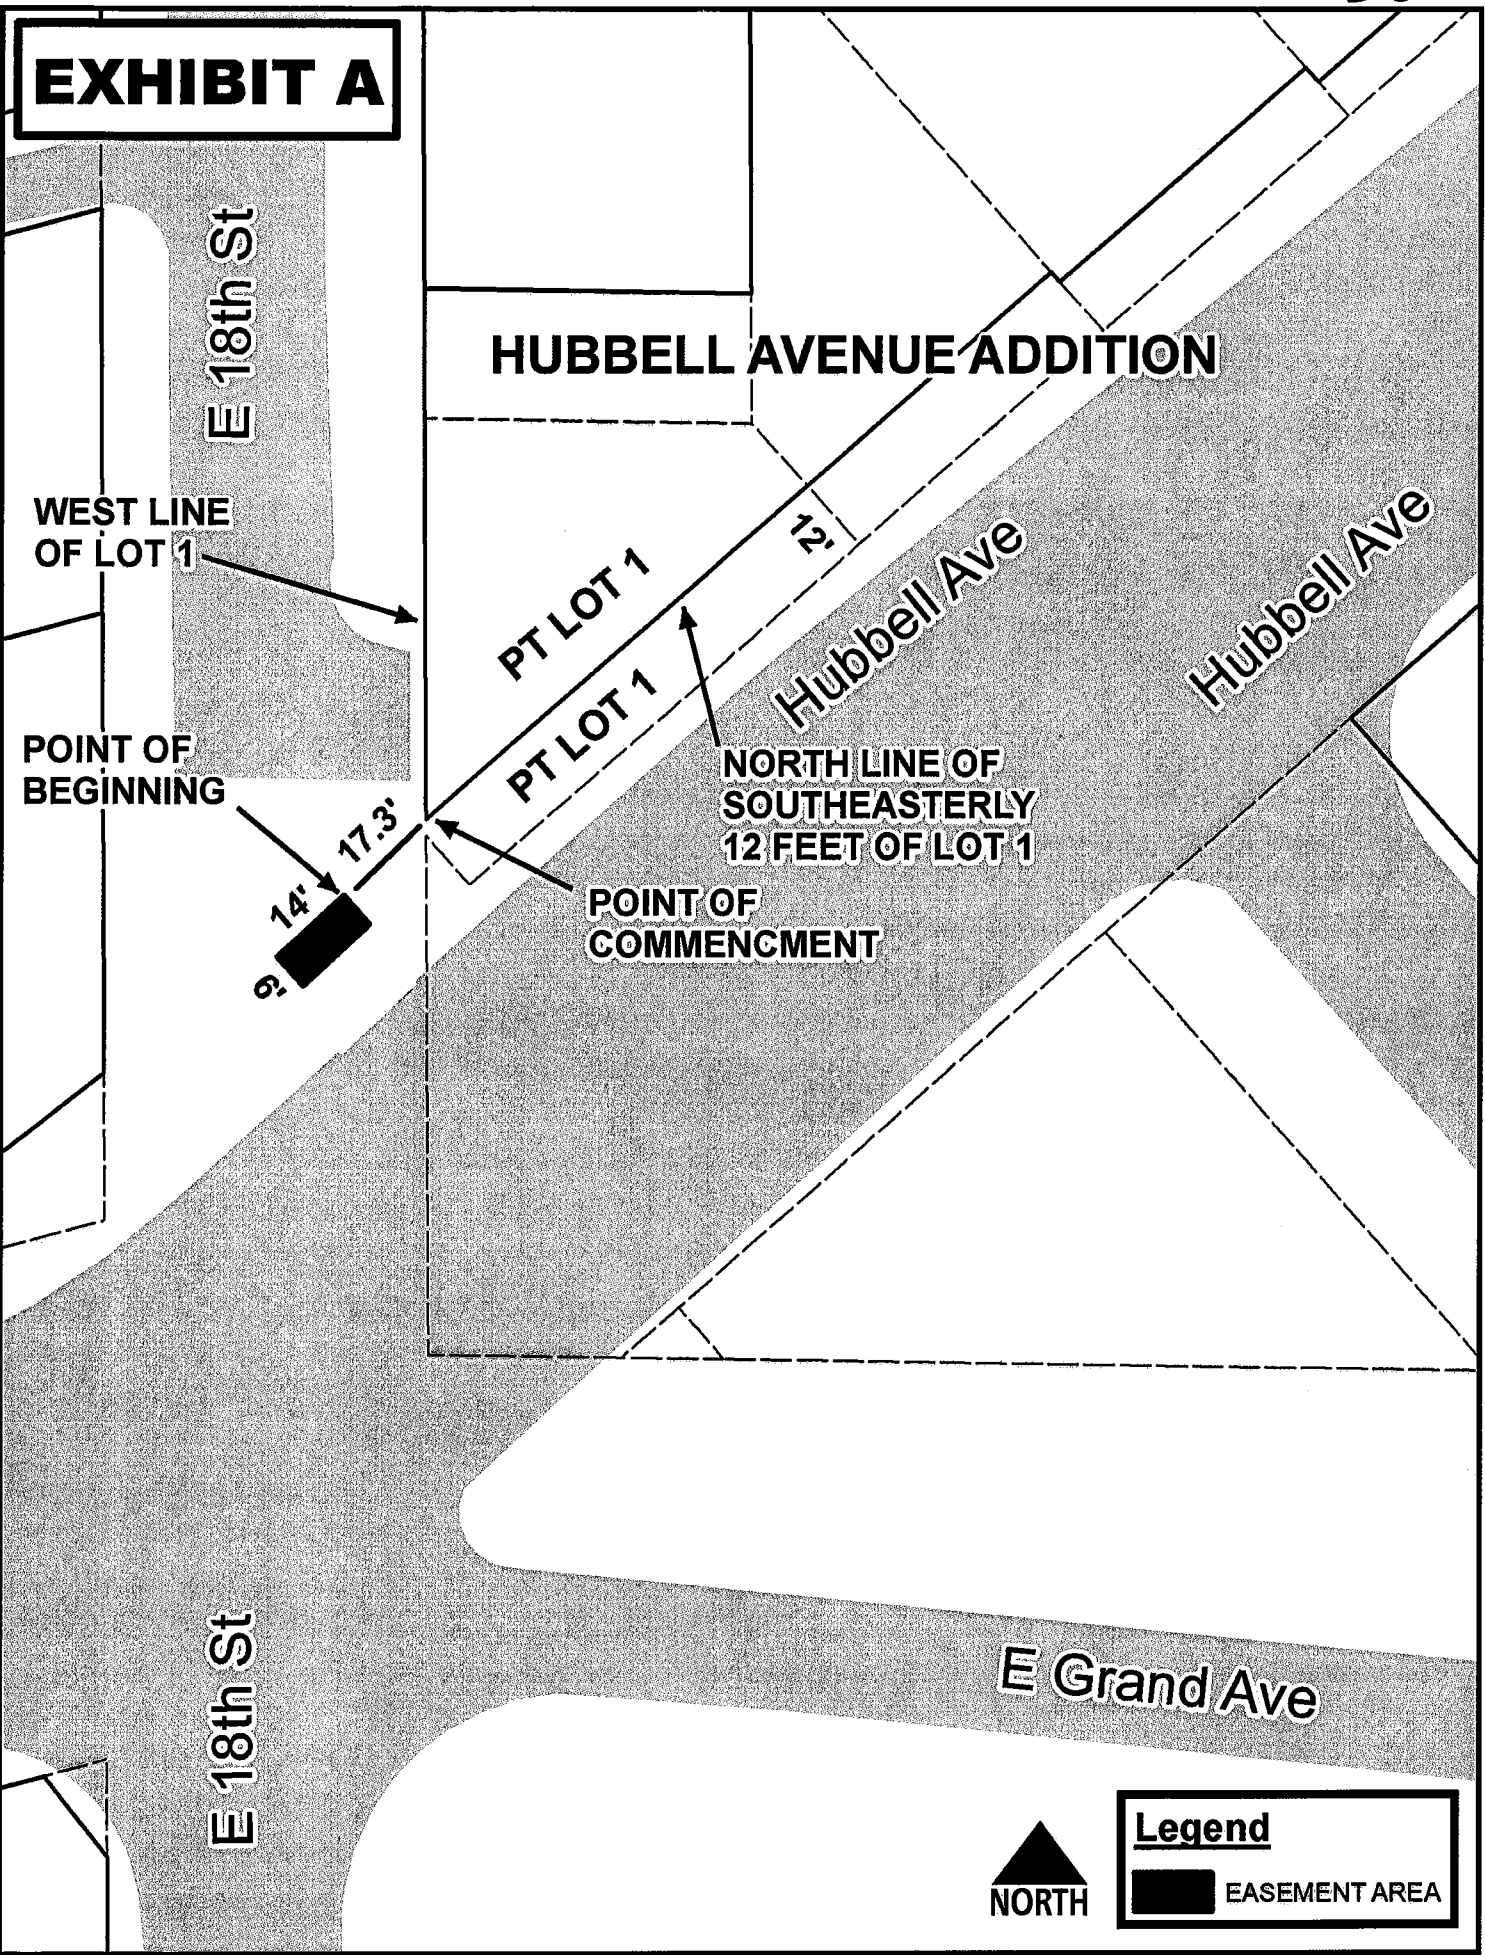 EXHIBIT A
E 18th St
HUBBELL AVENUE ADDITION
WEST LINE
OF LOT 1
12'
PT LOT 1
PT LOT 1
Hubbell Ave
Hubbell Ave
POINT OF
BEGINNING
17.3'
NORTH LINE OF
SOUTHEASTERLY
12 FEET OF LOT 1
14'
9'
POINT OF
COMMENCMENT
E 18th St
E Grand Ave
NORTH
Legend
EASEMENT AREA